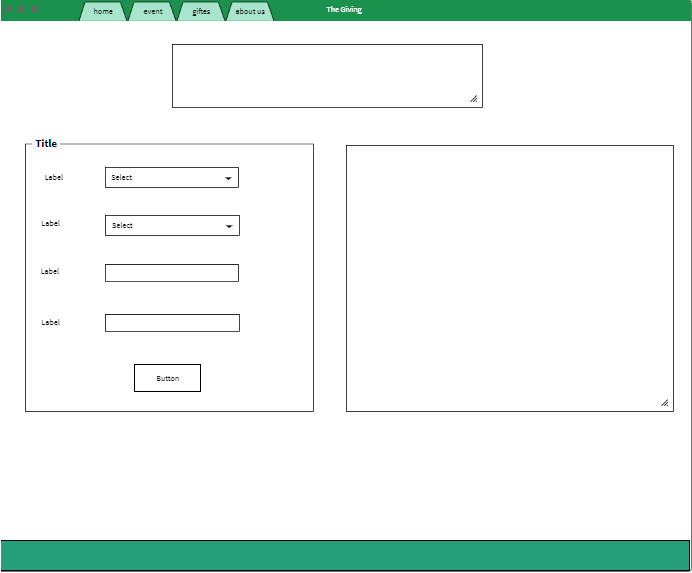 home event giftes about us The Giving
Title
Label Select
Label Select
Label
Label
Button